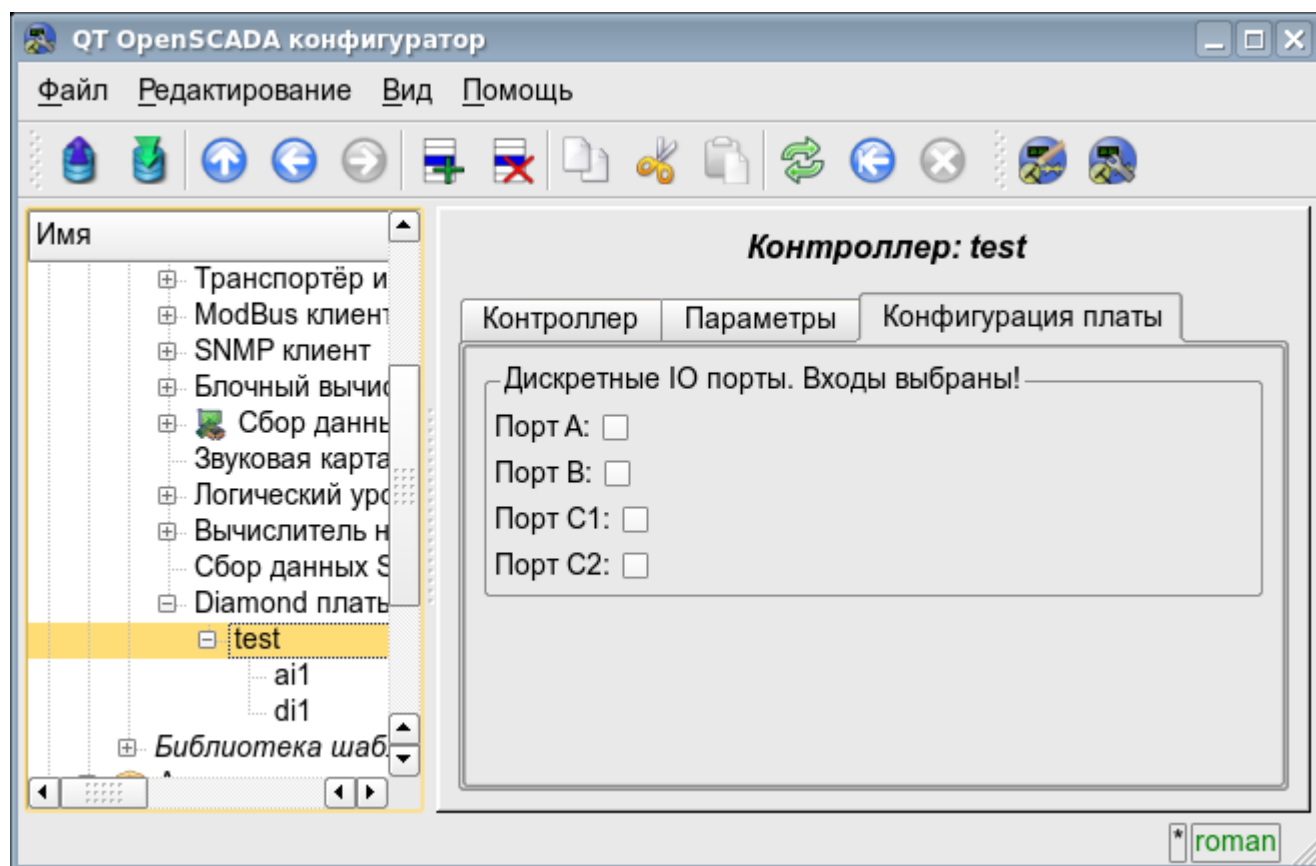 QT OpenSCADA конфигуратор
Файл Редактирование Вид Помощь
Имя
Транспортёр и
ModBus клиент
SNMP клиент
Блочный вычис
Сбор данны
Звуковая карта
Логический уро
Вычислитель н
Сбор данных S
Diamond платы
test
ai1
di1
Библиотека шаб
Контроллер: test
Контроллер Параметры Конфигурация платы
Дискретные IO порты. Входы выбраны!
Порт A:
Порт B:
Порт C1:
Порт C2:
* roman